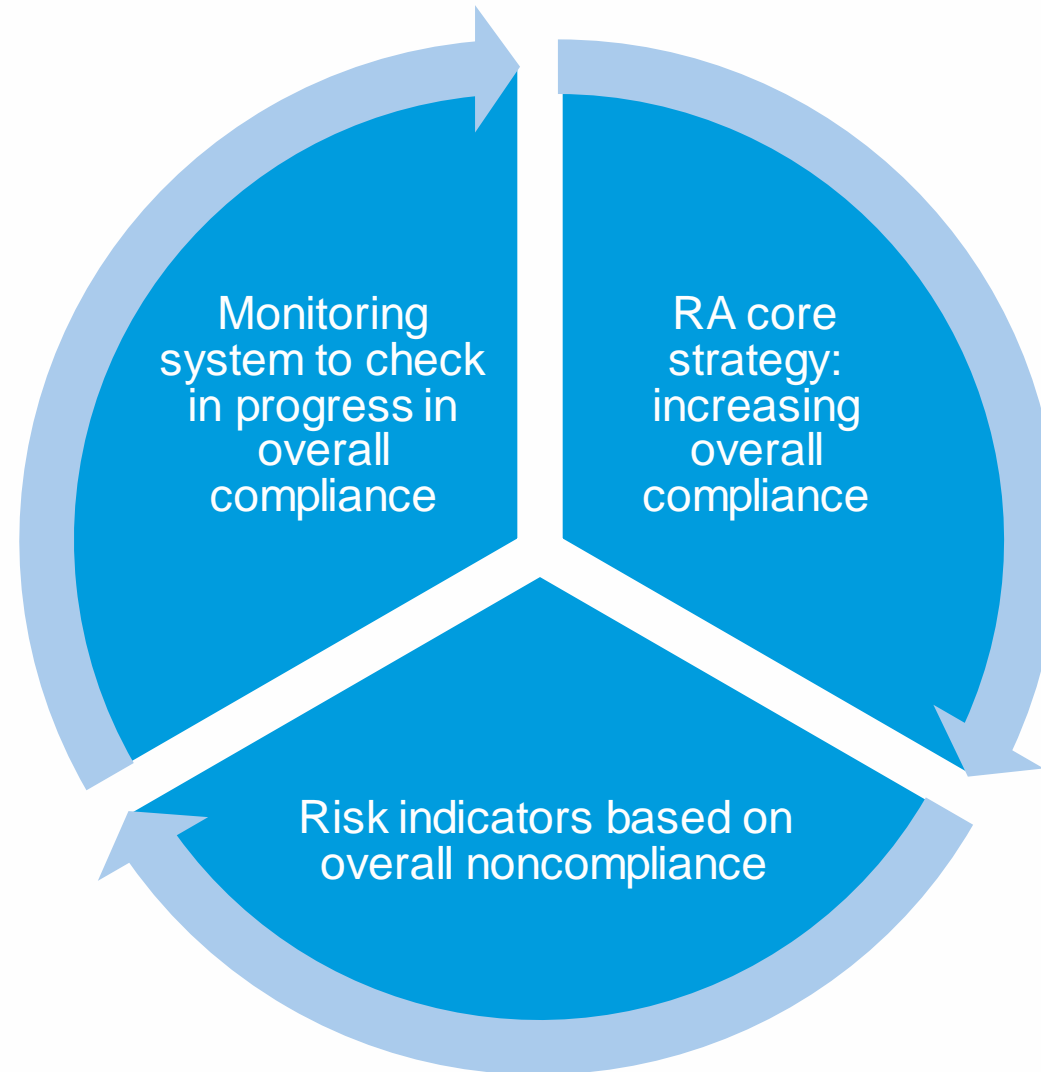 Monitoring
system to check
in progress in
overall
compliance
RA core
strategy:
increasing
overall
compliance
Risk indicators based on
overall noncompliance